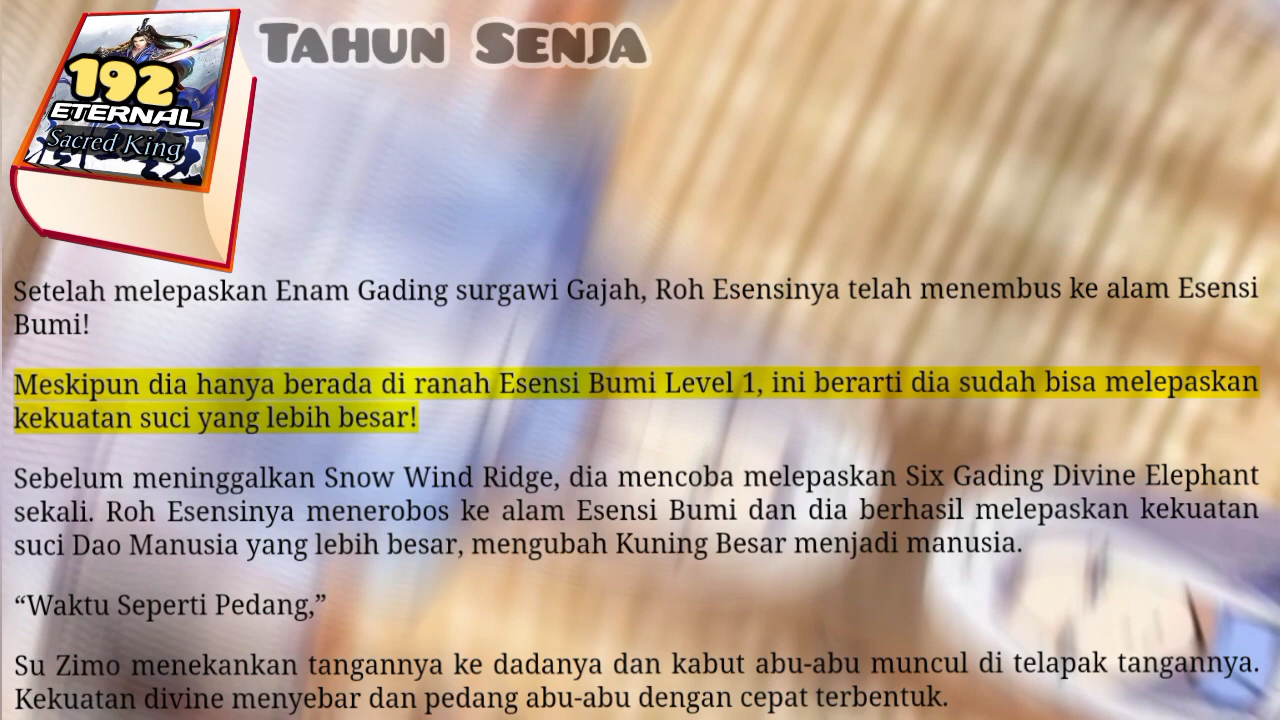 TAHUN SENJA
192
ETERNAL
Sacred King
Setelah melepaskan Enam Gading surgawi Gajah, Roh Esensinya telah menembus ke alam Esensi
Bumi!
Meskipun dia hanya berada di ranah Esensi Bumi Level 1, ini berarti dia sudah bisa melepaskan
kekuatan suci yang lebih besar!
Sebelum meninggalkan Snow Wind Ridge, dia mencoba melepaskan Six Gading Divine Elephant
sekali. Roh Esensinya menerobos ke alam Esensi Bumi dan dia berhasil melepaskan kekuatan
suci Dao Manusia yang lebih besar, mengubah Kuning Besar menjadi manusia.
“Waktu Seperti Pedang,”
Su Zimo menekankan tangannya ke dadanya dan kabut abu-abu muncul di telapak tangannya.
Kekuatan divine menyebar dan pedang abu-abu dengan cepat terbentuk.